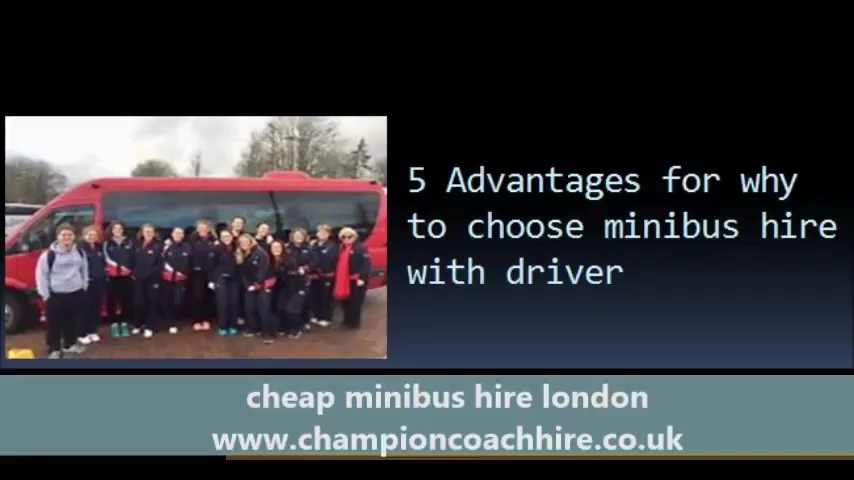 5 Advantages for why
to choose minibus hire
with driver
cheap minibus hire london
www.championcoachhire.co.uk